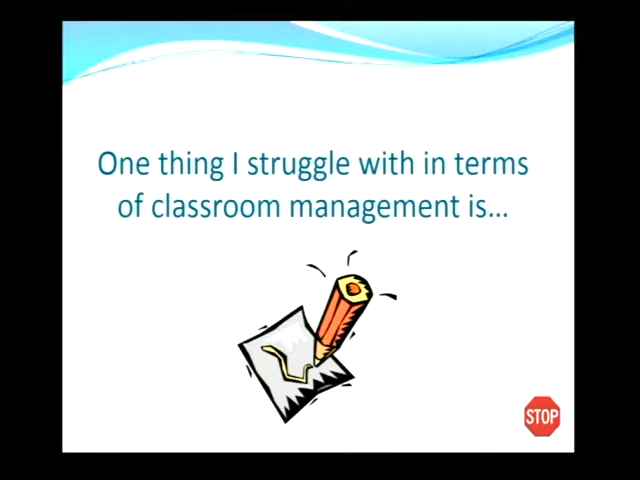 One thing I struggle with in terms
of classroom management is...
STOP